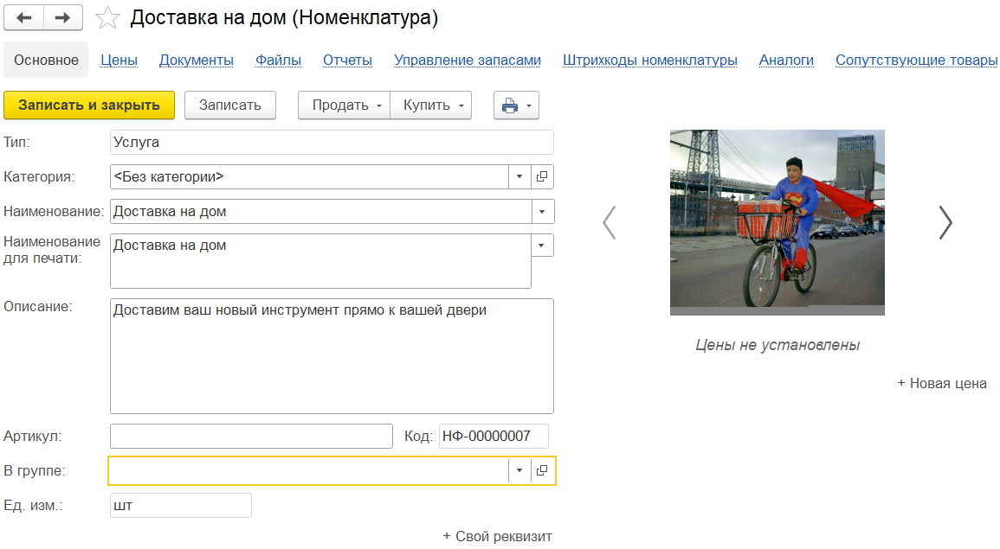 Доставка на дом (Номенклатура)
Основное Цены Документы Файлы Отчеты Управление запасами Штрихкоды номенклатуры Аналоги Сопутствующие товары
Записать и закрыть Записать Продать Купить
Тип: Услуга
Категория: <Без категории>
Наименование: Доставка на дом
Наименование для печати: Доставка на дом
Описание: Доставим ваш новый инструмент прямо к вашей двери
Цены не установлены
+ Новая цена
Артикул: Код: НФ-00000007
В группе:
Ед. изм.: шт
+ Свой реквизит